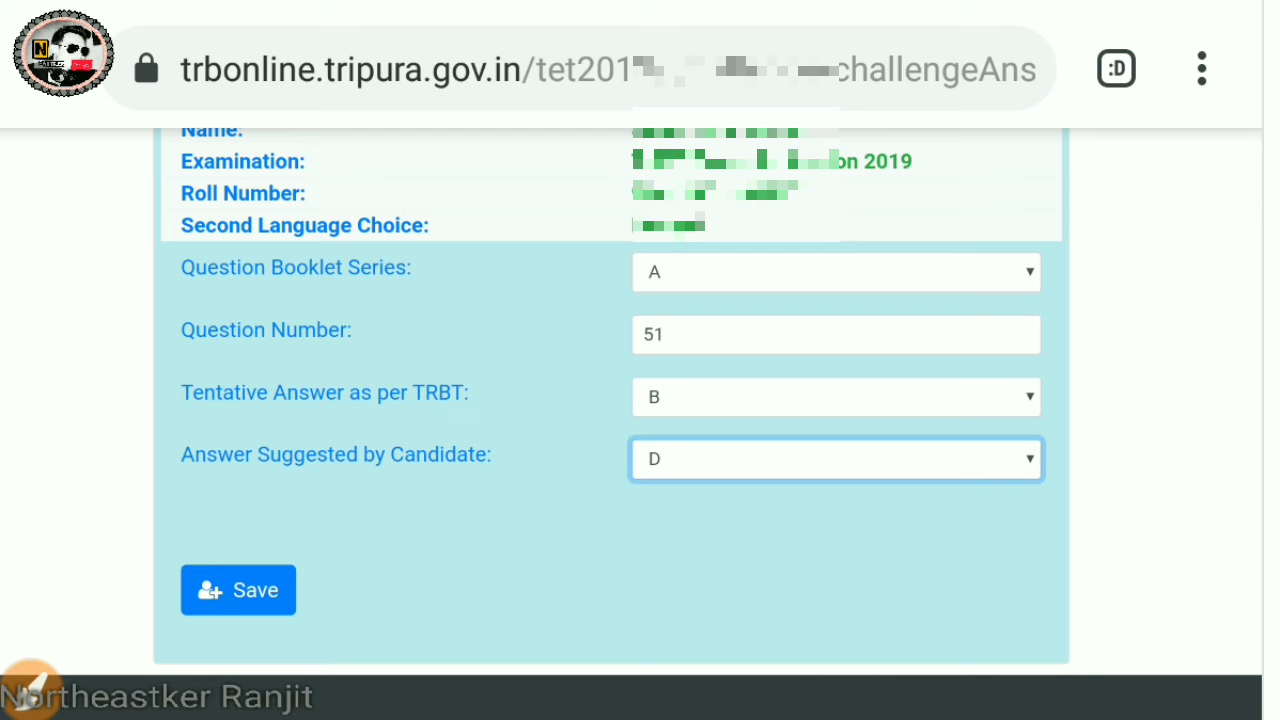 trbonline.tripura.gov.in/tet201 challengeAns
:D
Name:
Examination: on 2019
Roll Number:
Second Language Choice:
Question Booklet Series: A
Question Number: 51
Tentative Answer as per TRBT: B
Answer Suggested by Candidate: D
Save
Northeastker Ranjit